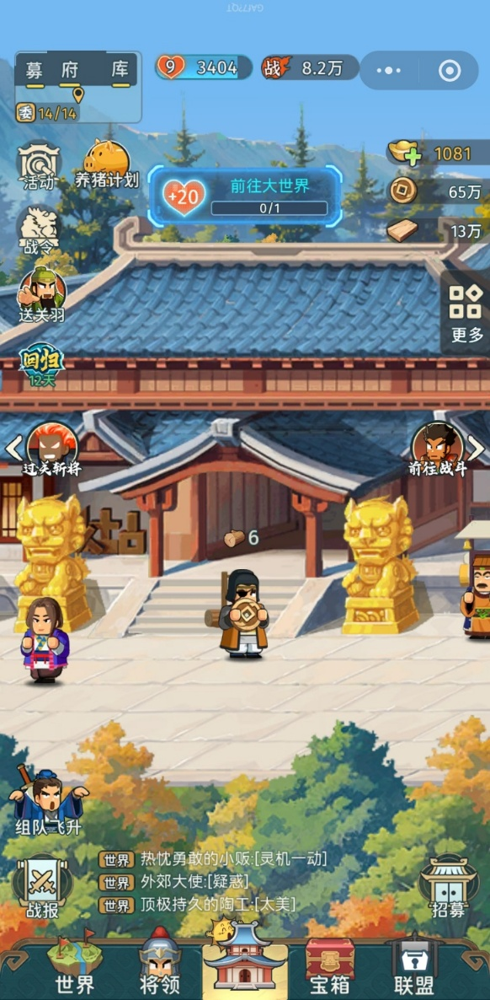 募 府 库
委 14/14
9 3404
战 8.2万
1081
65万
13万
活动
养猪计划
+20
前往大世界
0/1
战令
送关羽
回归
12天
更多
过关斩将
前往战斗
6
组队飞升
世界 热忱勇敢的小贩:[灵机一动]
世界 外郊大使:[疑惑]
世界 顶极持久的陶工:[太美]
战报
招募
世界
将领
宝箱
联盟